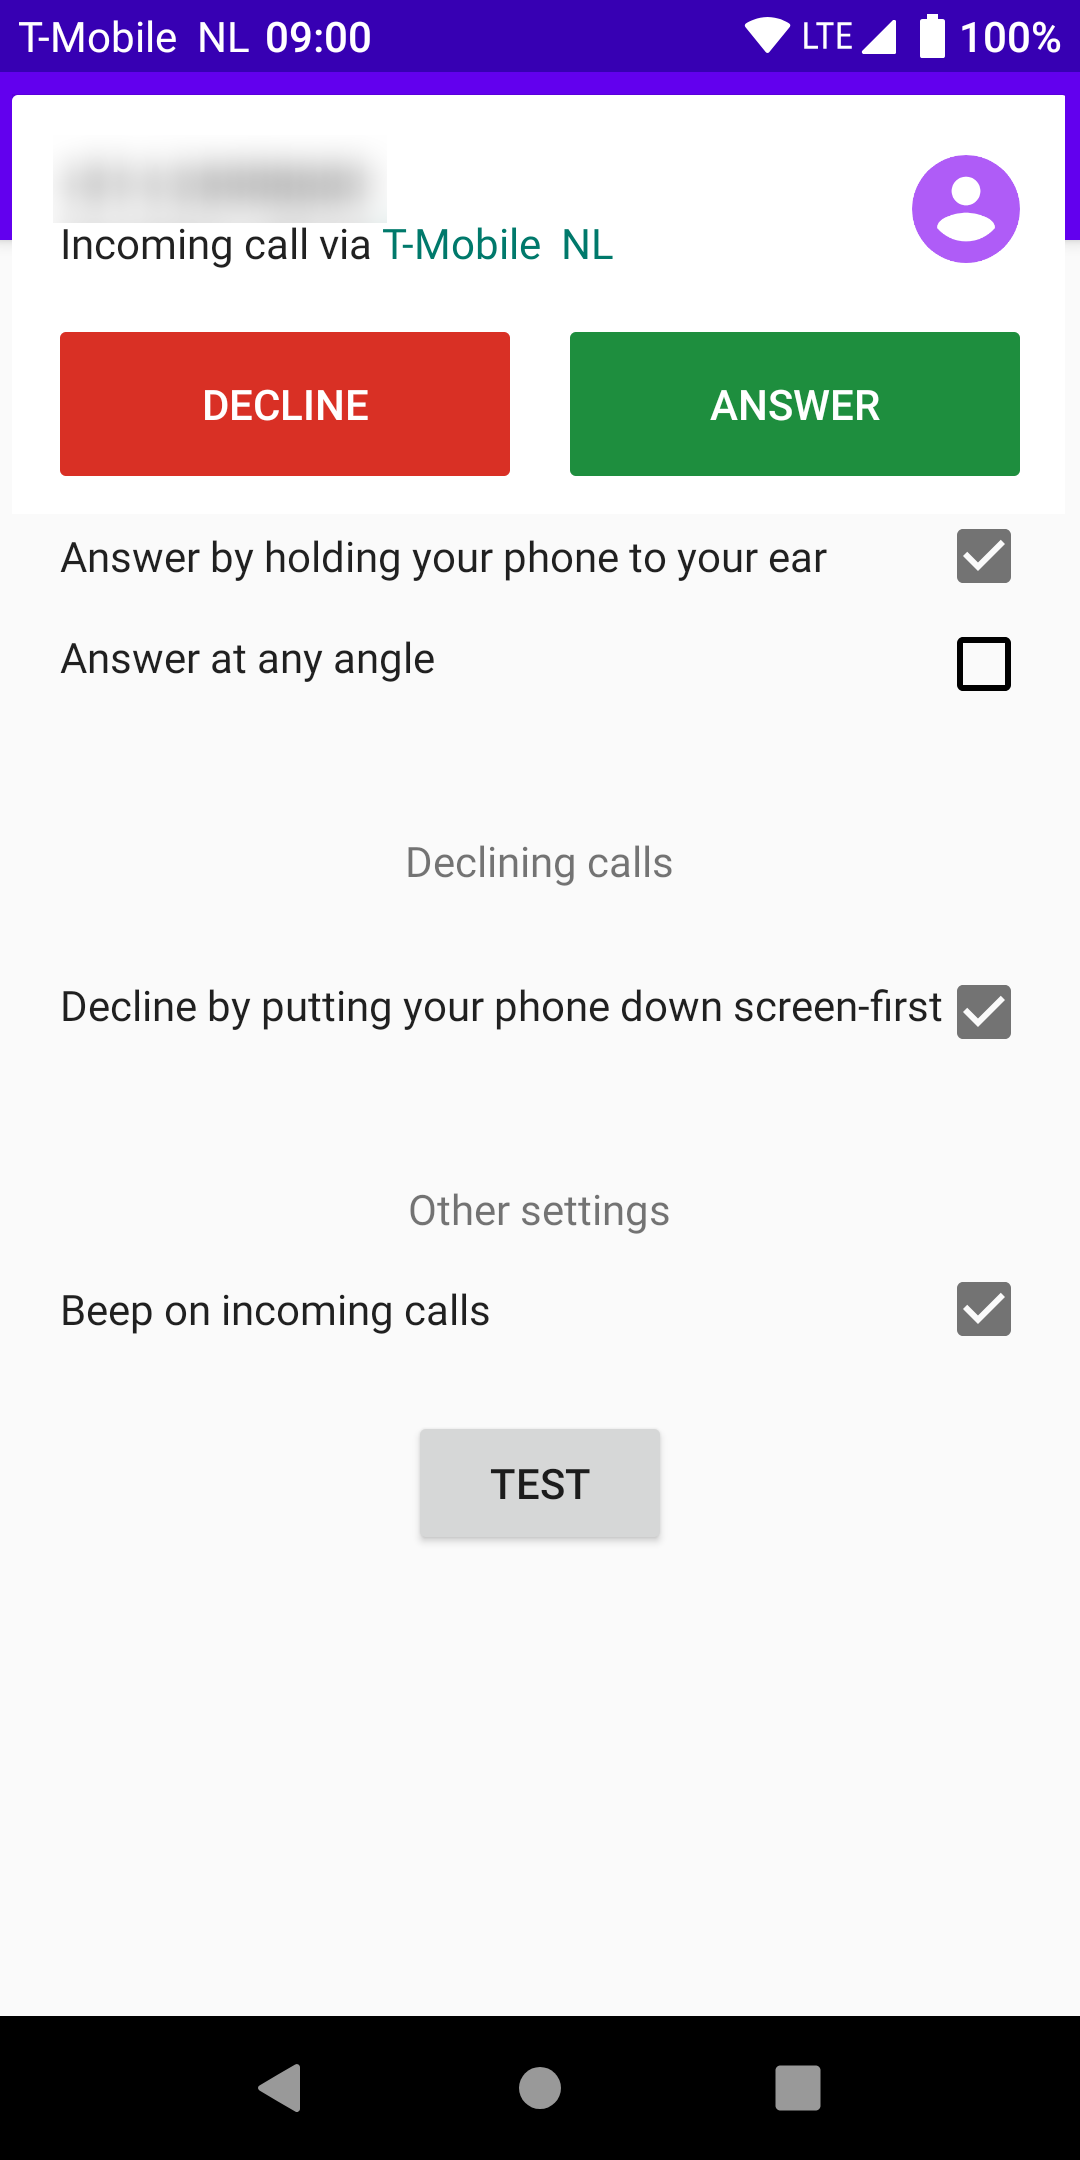 T-Mobile NL 09:00 LTE 100%
Incoming call via T-Mobile NL
DECLINE ANSWER
Answer by holding your phone to your ear
Answer at any angle
Declining calls
Decline by putting your phone down screen-first
Other settings
Beep on incoming calls
TEST